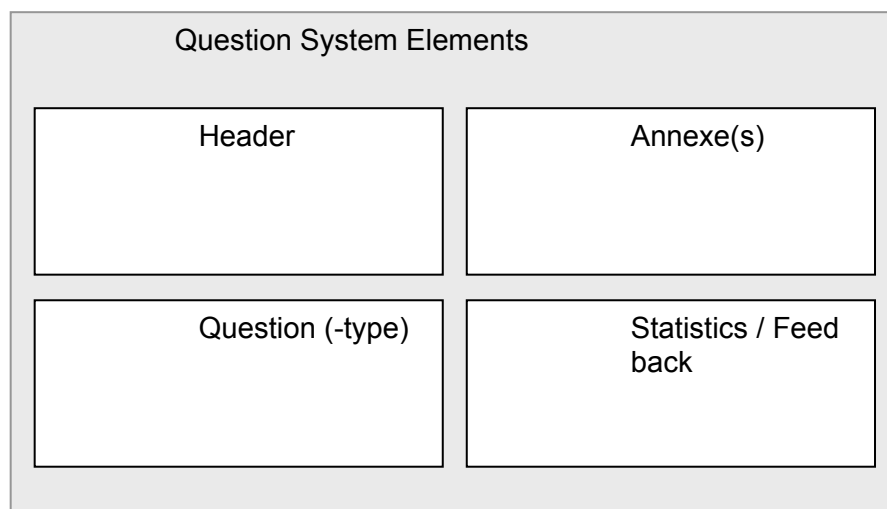 Question System Elements
Header
Annexe(s)
Question (-type)
Statistics / Feed
back